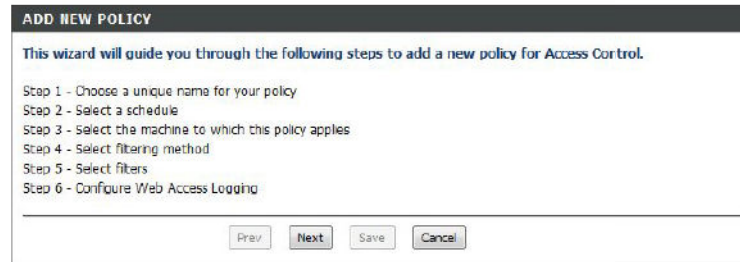 ADD NEW POLICY
This wizard will guide you through the following steps to add a new policy for Access Control.
Step 1 - Choose a unique name for your policy
Step 2 - Select a schedule
Step 3 - Select the machine to which this policy applies
Step 4 - Select filtering method
Step 5 - Select filters
Step 6 - Configure Web Access Logging
Prev Next Save Cancel